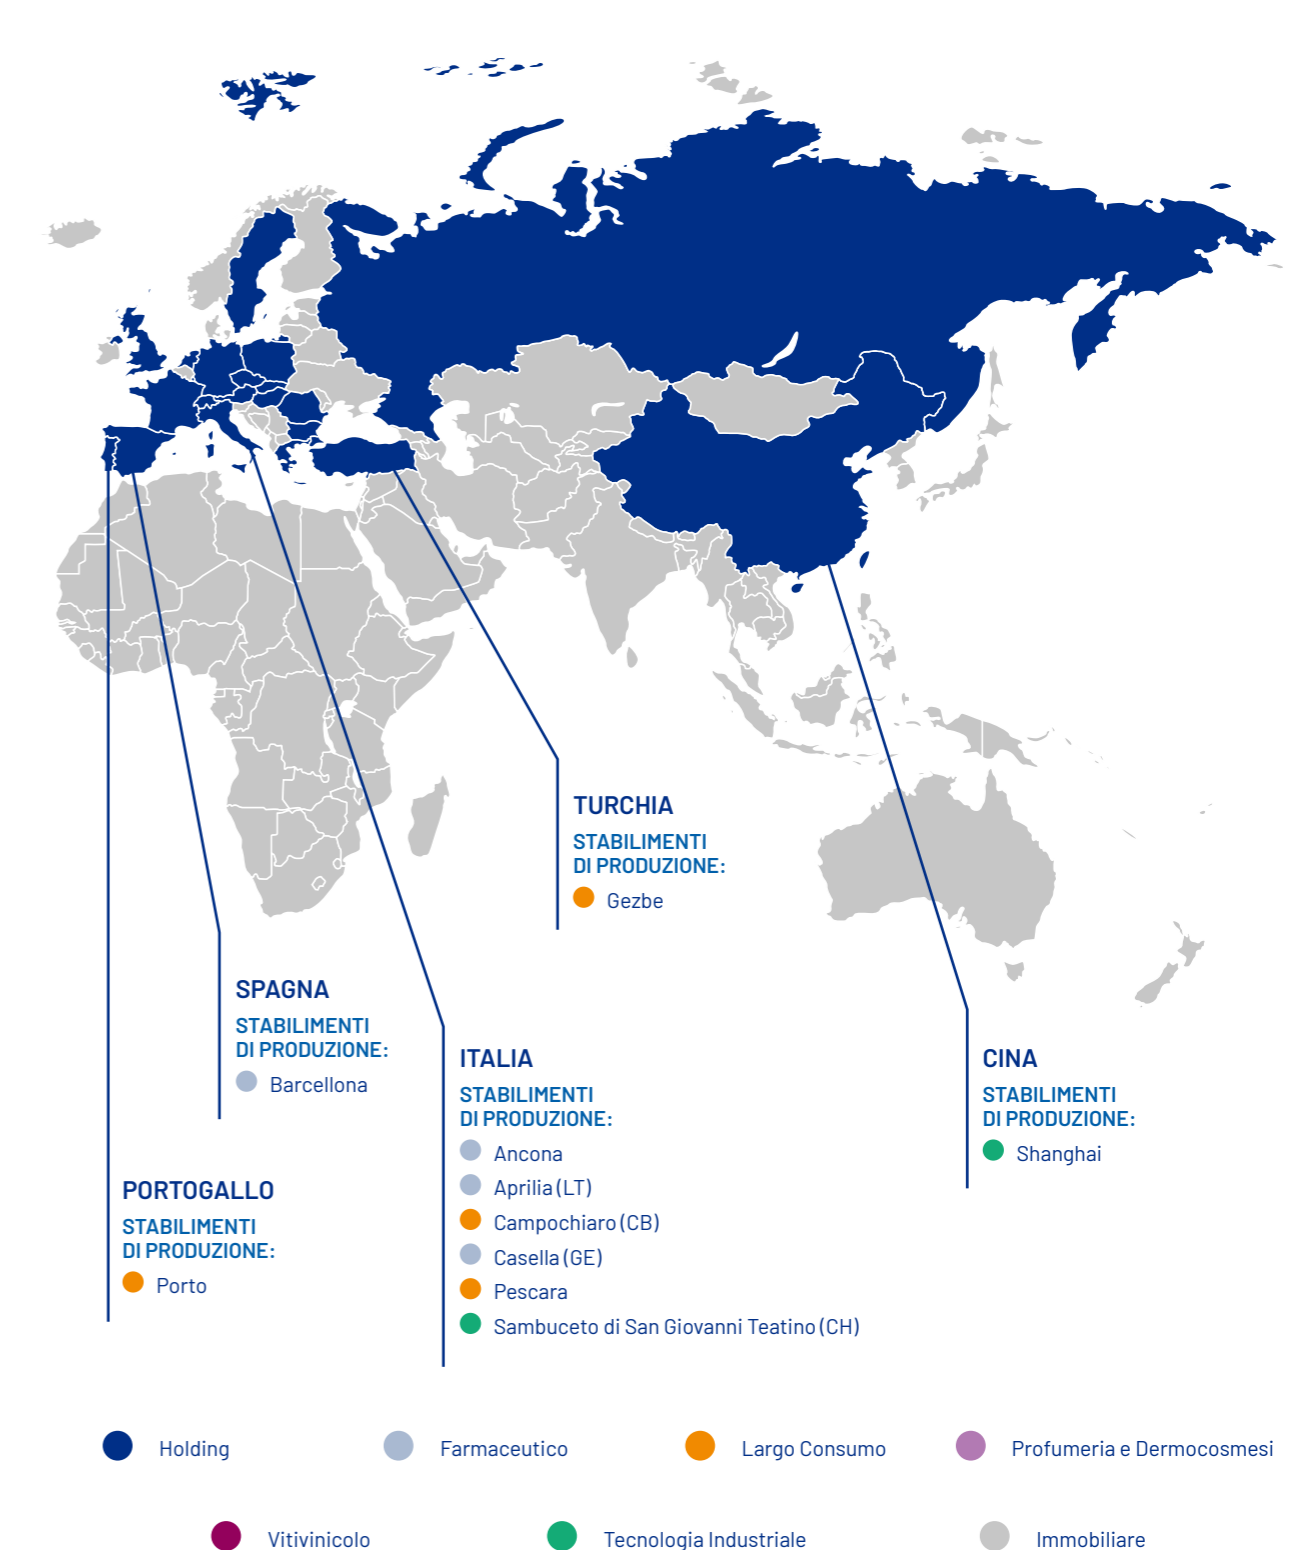 TURCHIA
STABILIMENTI
DI PRODUZIONE:
Gezbe
SPAGNA
STABILIMENTI
DI PRODUZIONE:
Barcellona
ITALIA
STABILIMENTI
DI PRODUZIONE:
Ancona
Aprilia (LT)
Campochiaro (CB)
Casella (GE)
Pescara
Sambuceto di San Giovanni Teatino (CH)
CINA
STABILIMENTI
DI PRODUZIONE:
Shanghai
PORTOGALLO
STABILIMENTI
DI PRODUZIONE:
Porto
Holding
Farmaceutico
Largo Consumo
Profumeria e Dermocosmesi
Vitivinicolo
Tecnologia Industriale
Immobiliare